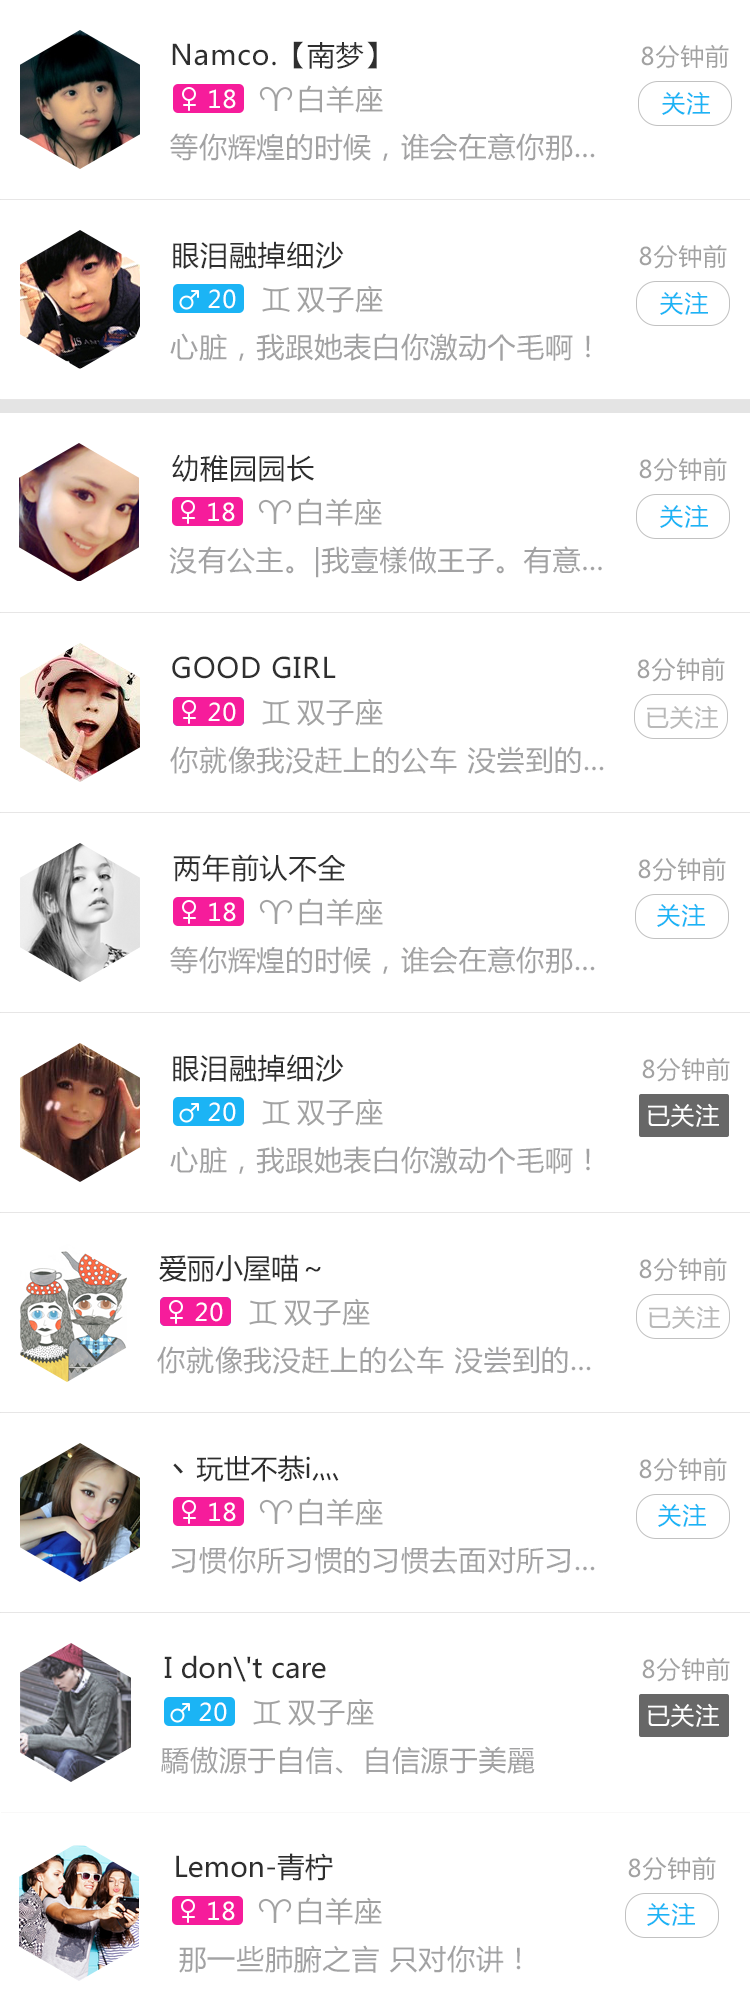 Namco.【南梦】
8分钟前
♀ 18 ♈白羊座
关注
等你辉煌的时候，谁会在意你那...
眼泪融掉细沙
8分钟前
♂ 20 ♊双子座
关注
心脏，我跟她表白你激动个毛啊！
幼稚园园长
8分钟前
♀ 18 ♈白羊座
关注
沒有公主。|我壹樣做王子。有意...
GOOD GIRL
8分钟前
♀ 20 ♊双子座
已关注
你就像我没赶上的公车 没尝到的...
两年前认不全
8分钟前
♀ 18 ♈白羊座
关注
等你辉煌的时候，谁会在意你那...
眼泪融掉细沙
8分钟前
♂ 20 ♊双子座
已关注
心脏，我跟她表白你激动个毛啊！
爱丽小屋喵～
8分钟前
♀ 20 ♊双子座
已关注
你就像我没赶上的公车 没尝到的...
丶玩世不恭i灬
8分钟前
♀ 18 ♈白羊座
关注
习惯你所习惯的习惯去面对所习...
I don\'t care
8分钟前
♂ 20 ♊双子座
已关注
驕傲源于自信、自信源于美麗
Lemon-青柠
8分钟前
♀ 18 ♈白羊座
关注
那一些肺腑之言 只对你讲！